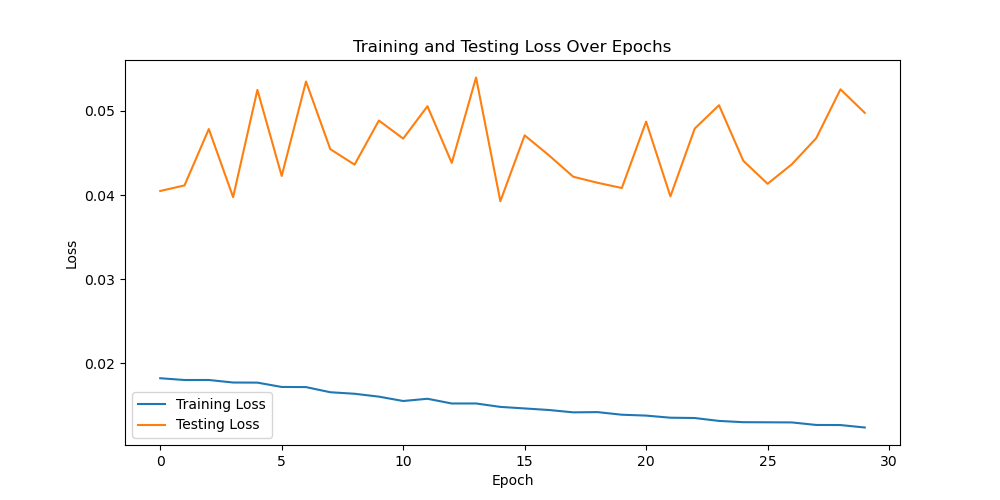 Training and Testing Loss Over Epochs
0.05
0.04
0.03
0.02
Loss
Training Loss
Testing Loss
0 5 10 15 20 25 30
Epoch